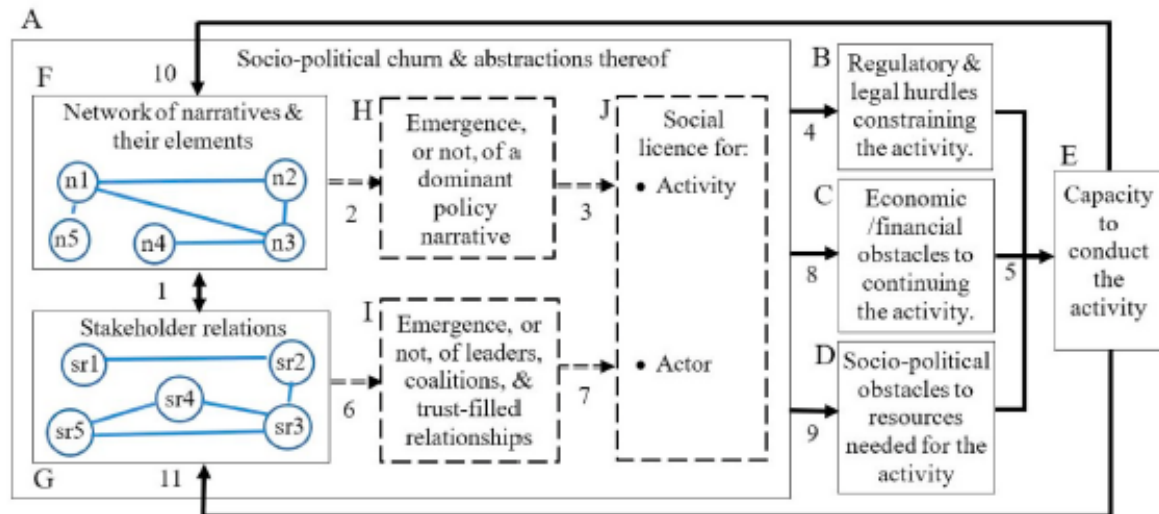 A
Socio-political churn & abstractions thereof
10
F
Network of narratives &
their elements
n1
n2
n5
n4
n3
1
Stakeholder relations
sr1
sr2
sr4
sr5
sr3
G
11
2
H
Emergence,
or not, of a
dominant
policy
narrative
3
6
I
Emergence, or
not, of leaders,
coalitions, &
trust-filled
relationships
7
J
Social
licence for:
• Activity
• Actor
4
B
Regulatory &
legal hurdles
constraining
the activity.
8
C
Economic
/financial
obstacles to
continuing
the activity.
5
9
D
Socio-political
obstacles to
resources
needed for the
activity
E
Capacity
to
conduct
the
activity